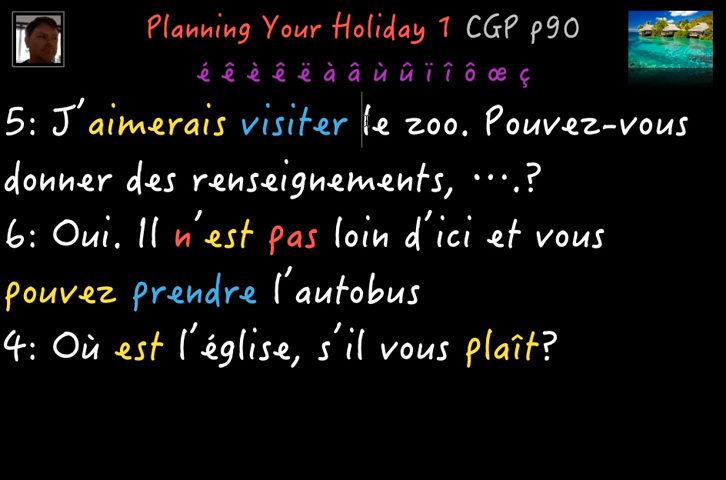 Planning Your Holiday 1 CGP p90
é ê è ê ë à â ù û ï î ô œ ç
5: J'aimerais visiter le zoo. Pouvez-vous
donner des renseignements, ....?
6: Oui. Il n'est pas loin d'ici et vous
pouvez prendre l'autobus
4: Où est l'église, s'il vous plaît?